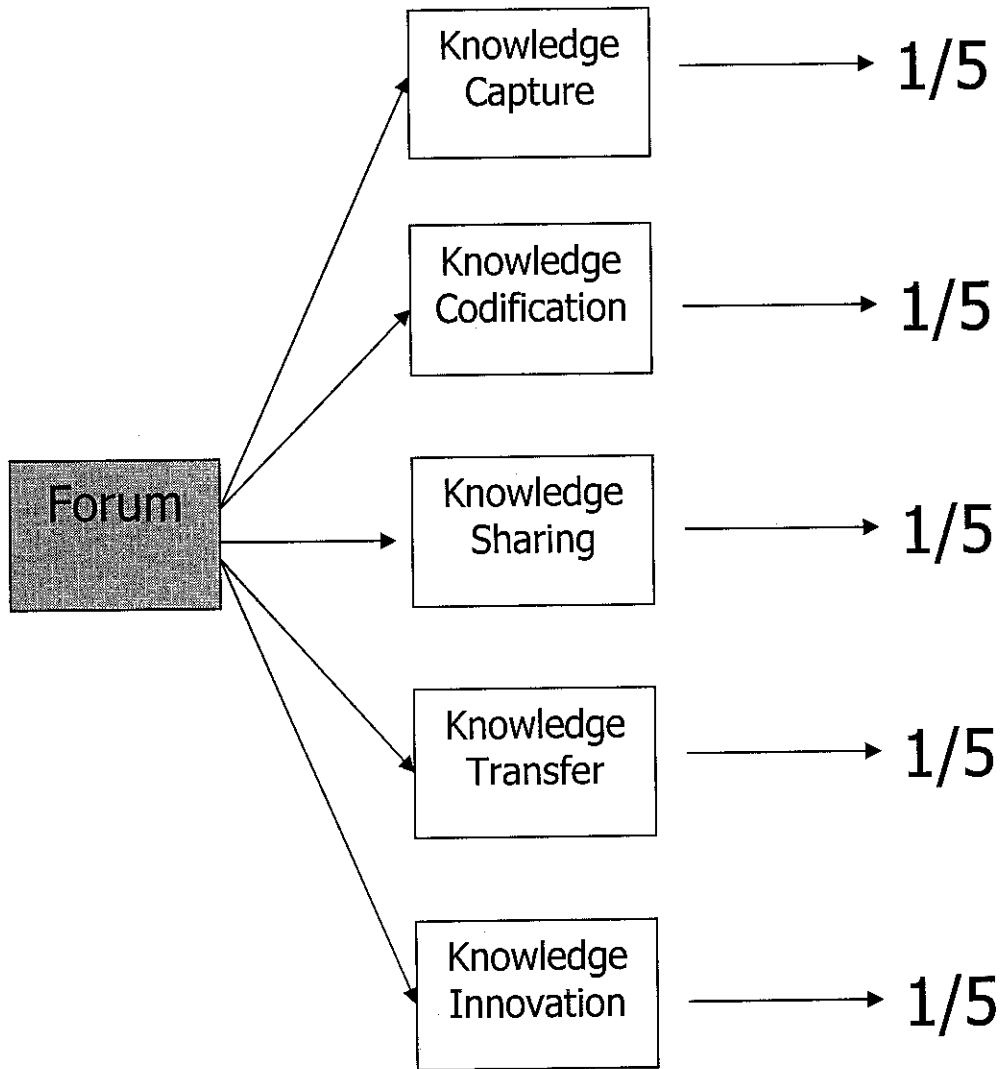 Knowledge
Capture
1/5
Knowledge
Codification
1/5
Forum
Knowledge
Sharing
1/5
Knowledge
Transfer
1/5
Knowledge
Innovation
1/5